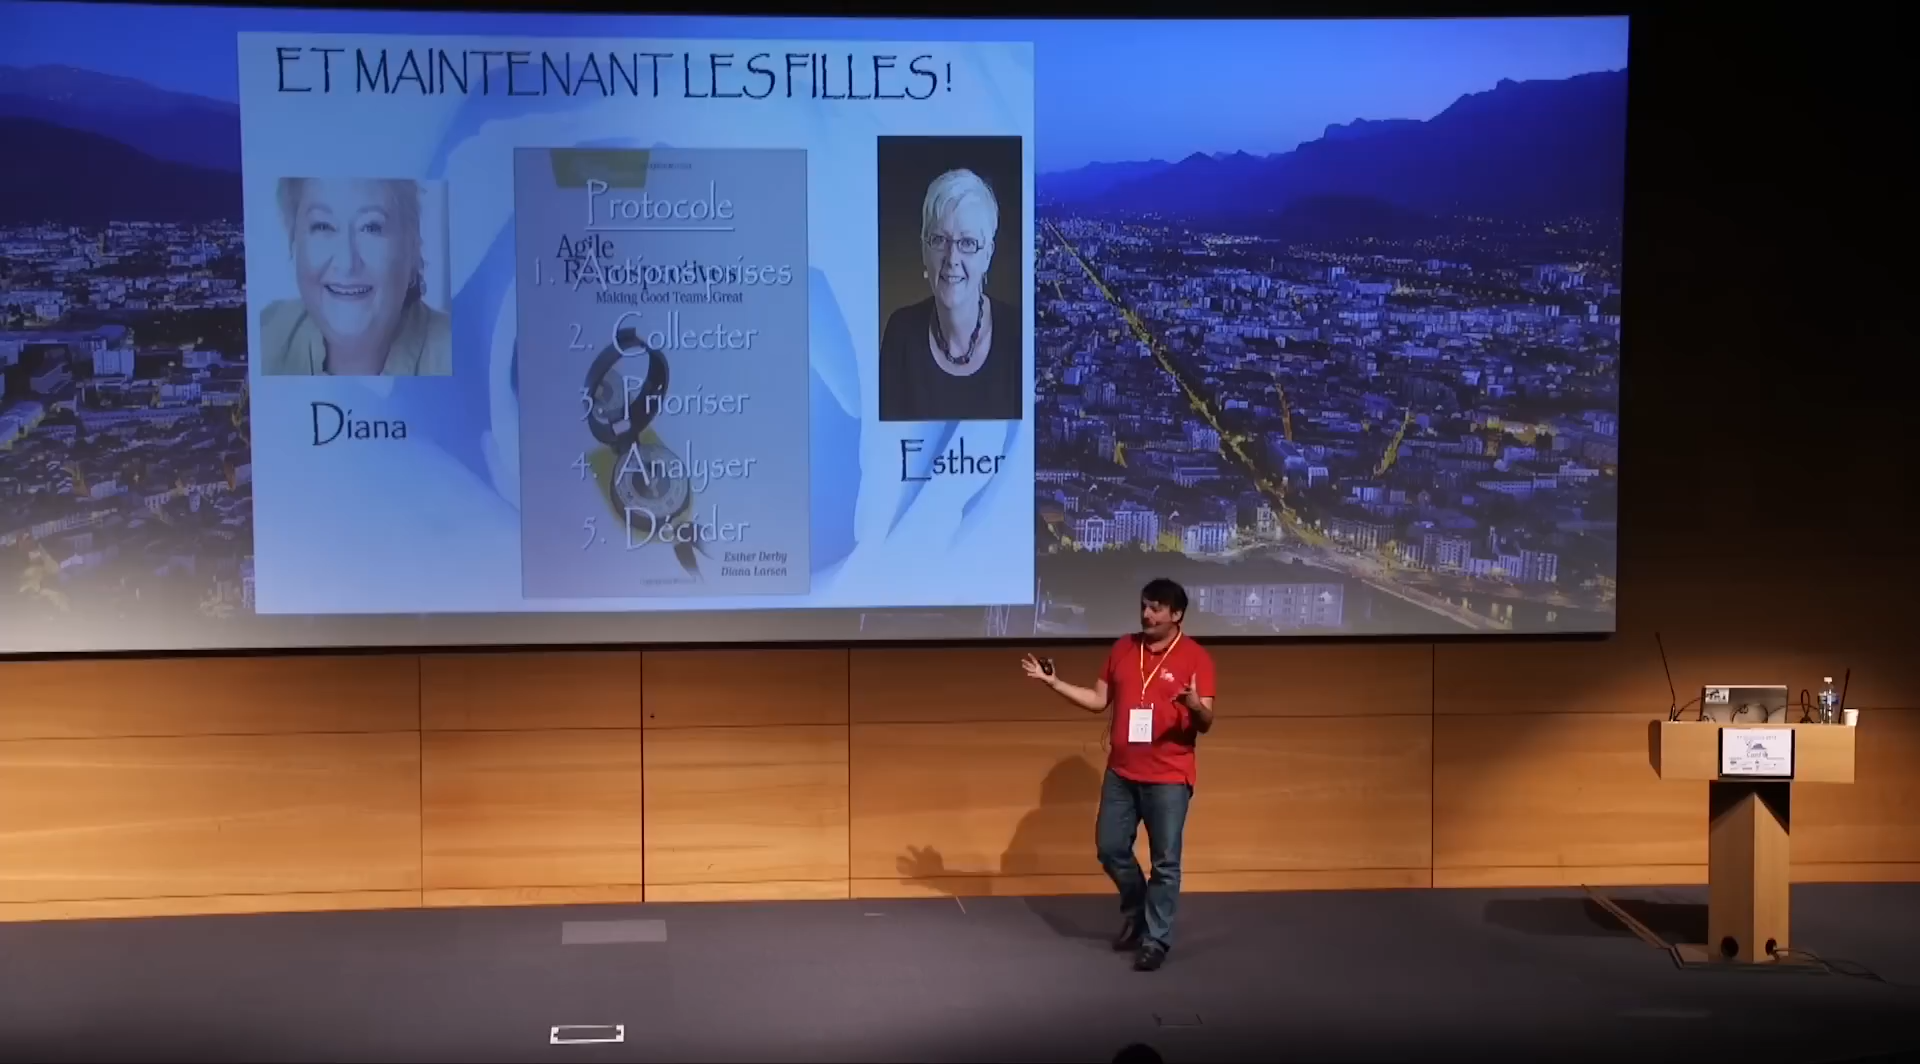 ET MAINTENANT LES FILLES !
Protocole
Agile
Retrospectives
Making Good Teams Great
1. Actions prises
2. Collecter
3. Prioriser
4. Analyser
5. Décider
Esther Derby
Diana Larsen
Diana
Esther